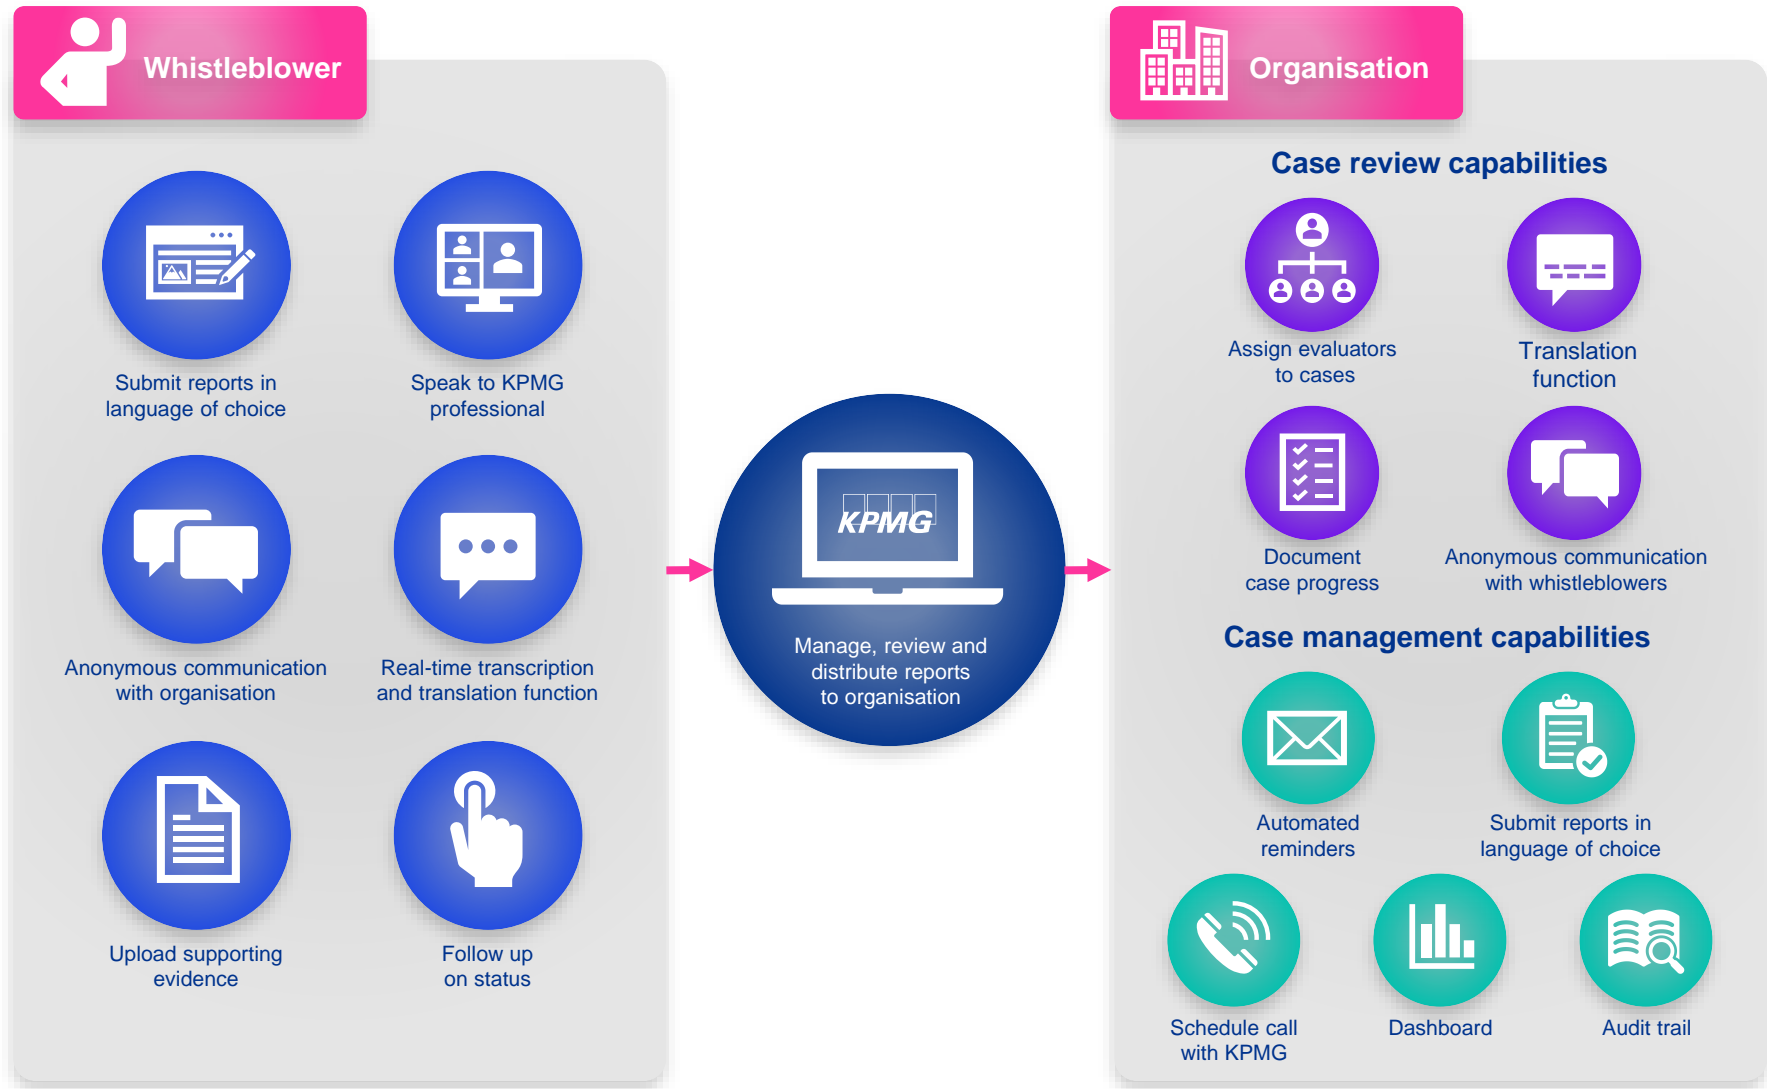 Whistleblower
Submit reports in
language of choice
Speak to KPMG
professional
Anonymous communication
with organisation
Real-time transcription
and translation function
Upload supporting
evidence
Follow up
on status
KPMG
Manage, review and
distribute reports
to organisation
Organisation
Case review capabilities
Assign evaluators
to cases
Translation
function
Document
case progress
Anonymous communication
with whistleblowers
Case management capabilities
Automated
reminders
Submit reports in
language of choice
Schedule call
with KPMG
Dashboard
Audit trail